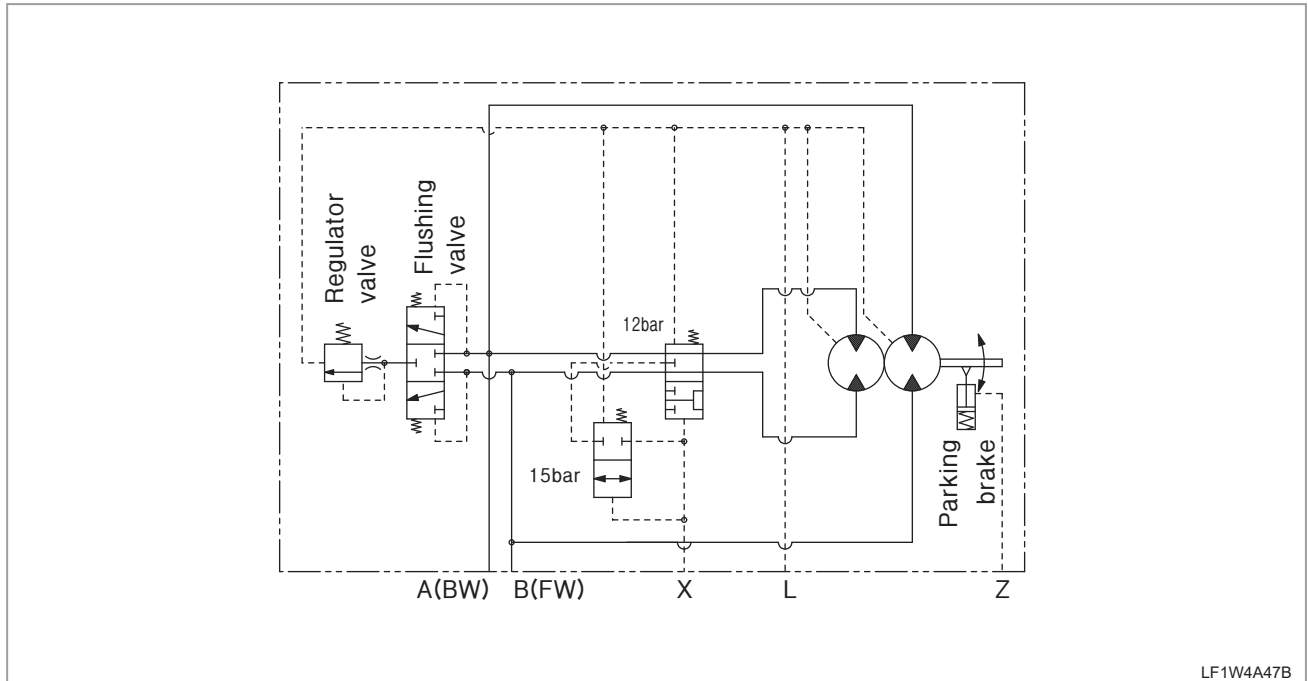 Regulator
valve
Flushing
valve
12bar
15bar
Parking
brake
A(BW) B(FW) X L Z
LF1W4A47B